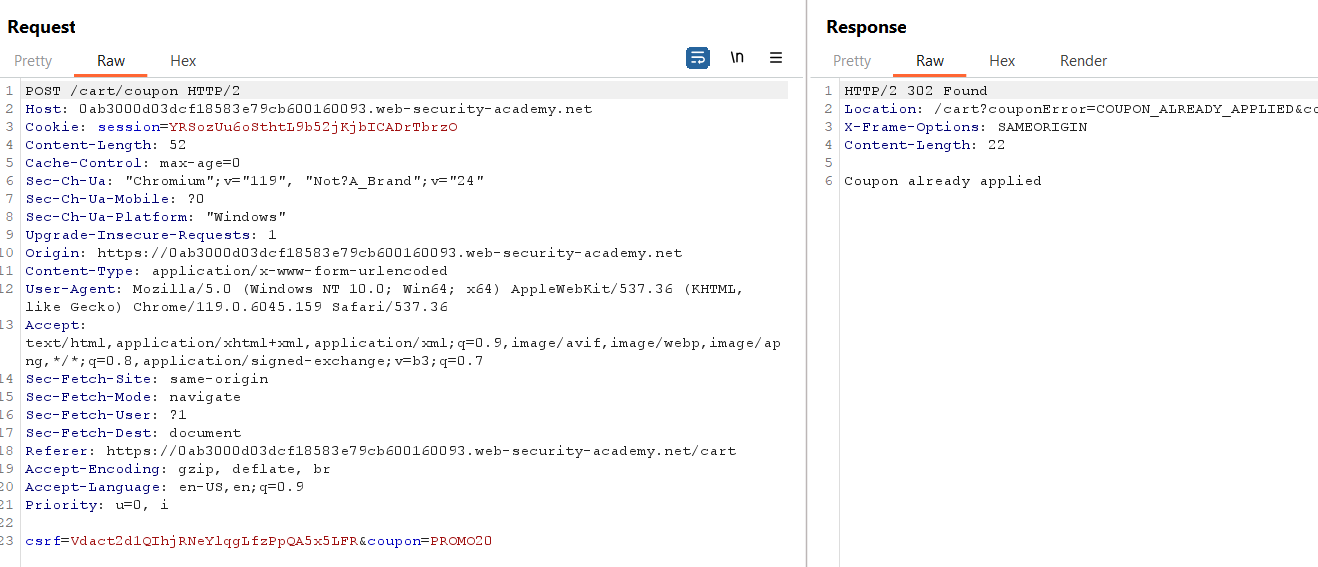 Request
Pretty Raw Hex \n
1 POST /cart/coupon HTTP/2
2 Host: 0ab3000d03dcf18583e79cb600160093.web-security-academy.net
3 Cookie: session=YRSozUu6oSthtL9b52jKjbICADrTbrzO
4 Content-Length: 52
5 Cache-Control: max-age=0
6 Sec-Ch-Ua: "Chromium";v="119", "Not?A_Brand";v="24"
7 Sec-Ch-Ua-Mobile: ?0
8 Sec-Ch-Ua-Platform: "Windows"
9 Upgrade-Insecure-Requests: 1
10 Origin: https://0ab3000d03dcf18583e79cb600160093.web-security-academy.net
11 Content-Type: application/x-www-form-urlencoded
12 User-Agent: Mozilla/5.0 (Windows NT 10.0; Win64; x64) AppleWebKit/537.36 (KHTML,
like Gecko) Chrome/119.0.6045.159 Safari/537.36
13 Accept:
text/html,application/xhtml+xml,application/xml;q=0.9,image/avif,image/webp,image/ap
ng,*/*;q=0.8,application/signed-exchange;v=b3;q=0.7
14 Sec-Fetch-Site: same-origin
15 Sec-Fetch-Mode: navigate
16 Sec-Fetch-User: ?1
17 Sec-Fetch-Dest: document
18 Referer: https://0ab3000d03dcf18583e79cb600160093.web-security-academy.net/cart
19 Accept-Encoding: gzip, deflate, br
20 Accept-Language: en-US,en;q=0.9
21 Priority: u=0, i
22
23 csrf=Vdact2d1QIhjRNeYlqgLfzPpQA5x5LFR&coupon=PROMO20
Response
Pretty Raw Hex Render
1 HTTP/2 302 Found
2 Location: /cart?couponError=COUPON_ALREADY_APPLIED&co
3 X-Frame-Options: SAMEORIGIN
4 Content-Length: 22
5
6 Coupon already applied